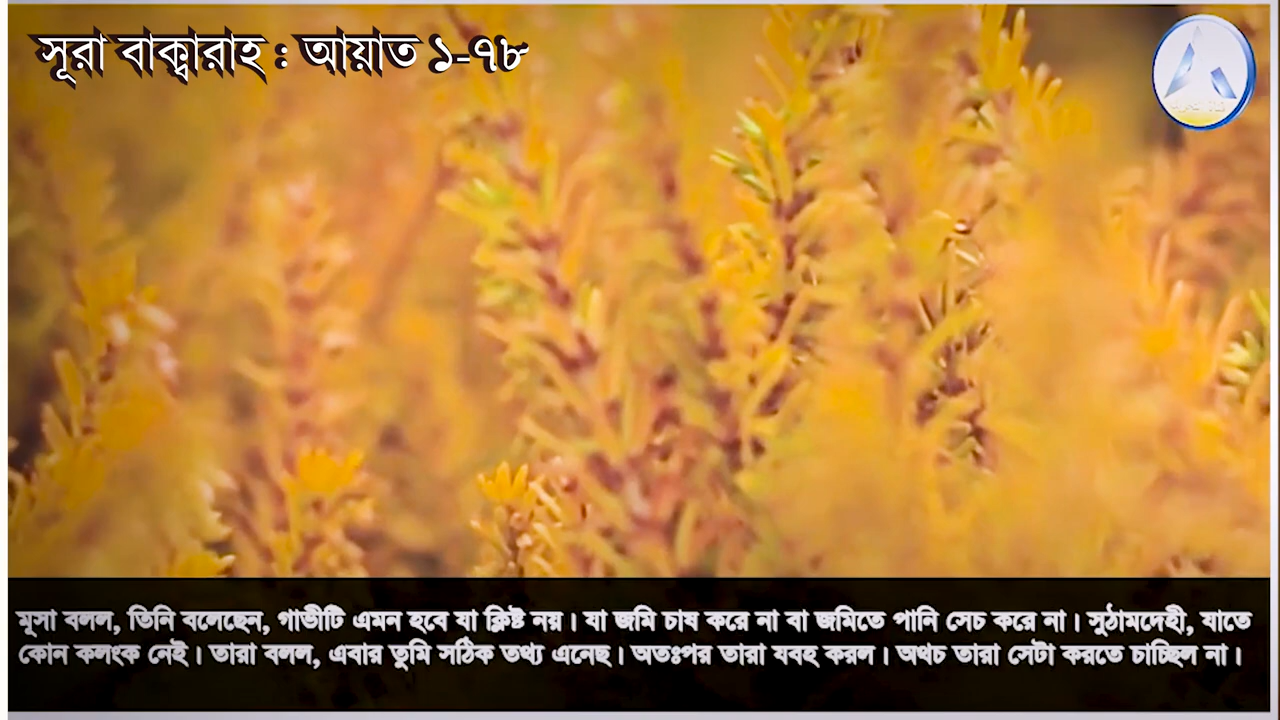 সূরা বাক্বারাহ : আয়াত ১-৭৮
মূসা বলল, তিনি বলেছেন, গাভীটি এমন হবে যা ক্লিষ্ট নয়। যা জমি চাষ করে না বা জমিতে পানি সেচ করে না। সুঠামদেহী, যাতে
কোন কলংক নেই। তারা বলল, এবার তুমি সঠিক তথ্য এনেছ। অতঃপর তারা যবহ করল। অথচ তারা সেটা করতে চাচ্ছিল না।